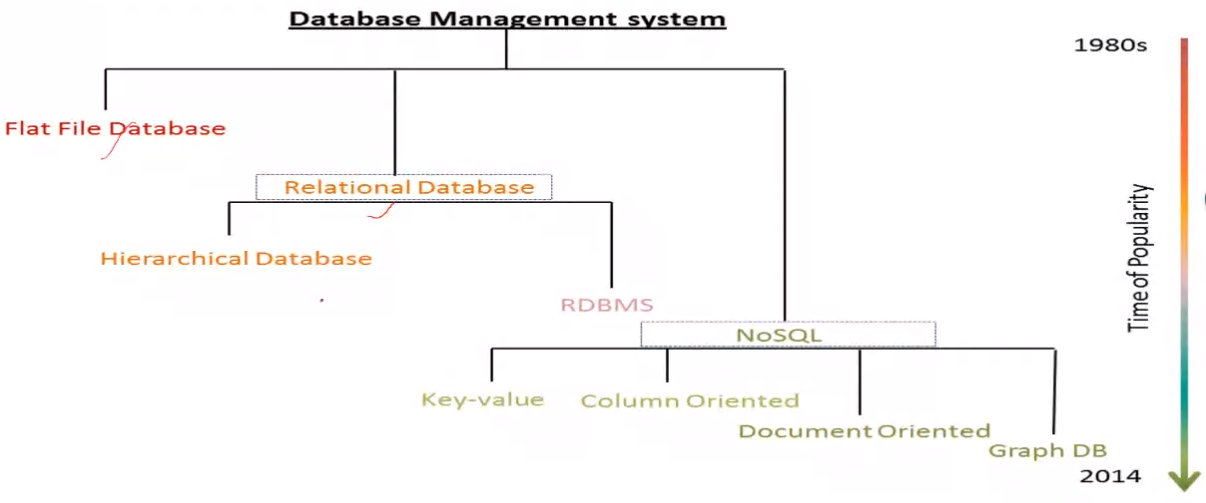 Database Management system
1980s
Flat File Database
Relational Database
Hierarchical Database
Time of Popularity
RDBMS
NoSQL
Key-value
Column Oriented
Document Oriented
Graph DB
2014